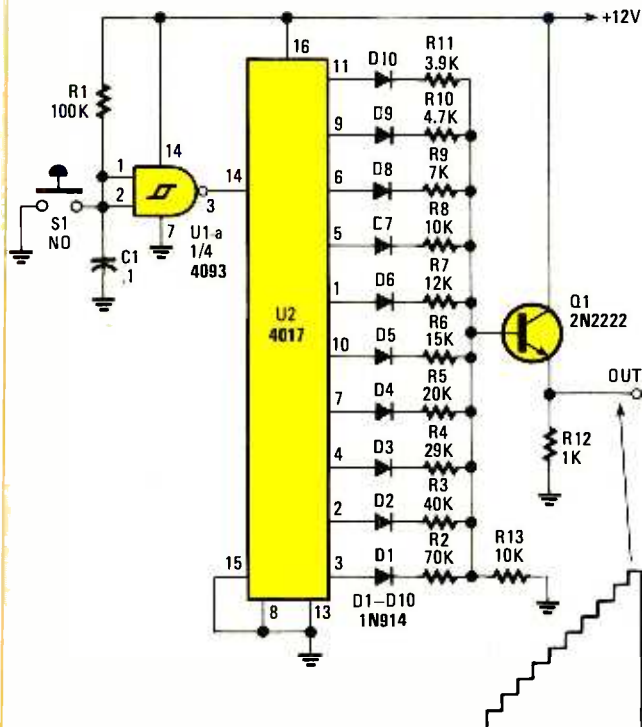 +12V
R1
100K
1
2
14
3
7
S1
NO
C1
.1
U1-a
1/4
4093
14
16
U2
4017
15
8
13
11
D10
R11
3.9K
9
D9
R10
4.7K
6
D8
R9
7K
5
C7
R8
10K
1
D6
R7
12K
10
D5
R6
15K
7
D4
R5
20K
4
D3
R4
29K
2
D2
R3
40K
3
D1
R2
70K
D1–D10
1N914
R13
10K
Q1
2N2222
OUT
R12
1K